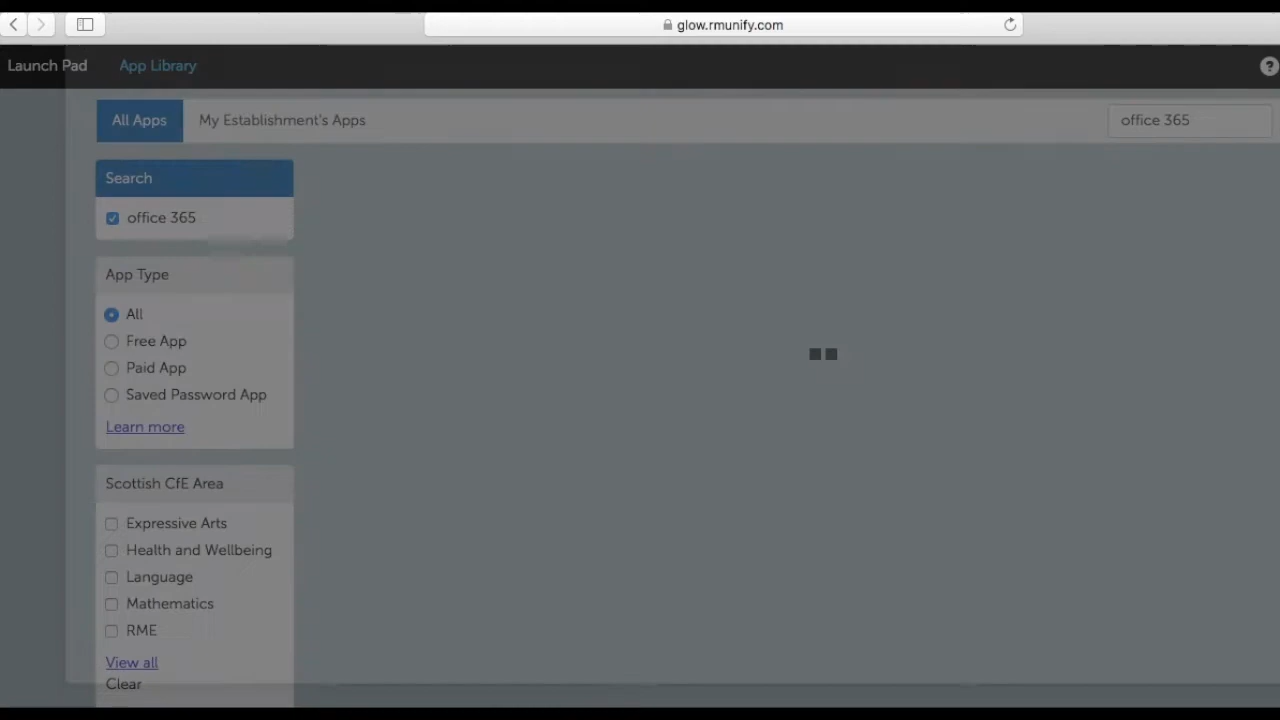 glow.rmunify.com
Launch Pad App Library ?
All Apps My Establishment's Apps office 365
Search
office 365
App Type
All
Free App
Paid App
Saved Password App
Learn more
Scottish CfE Area
Expressive Arts
Health and Wellbeing
Language
Mathematics
RME
View all
Clear